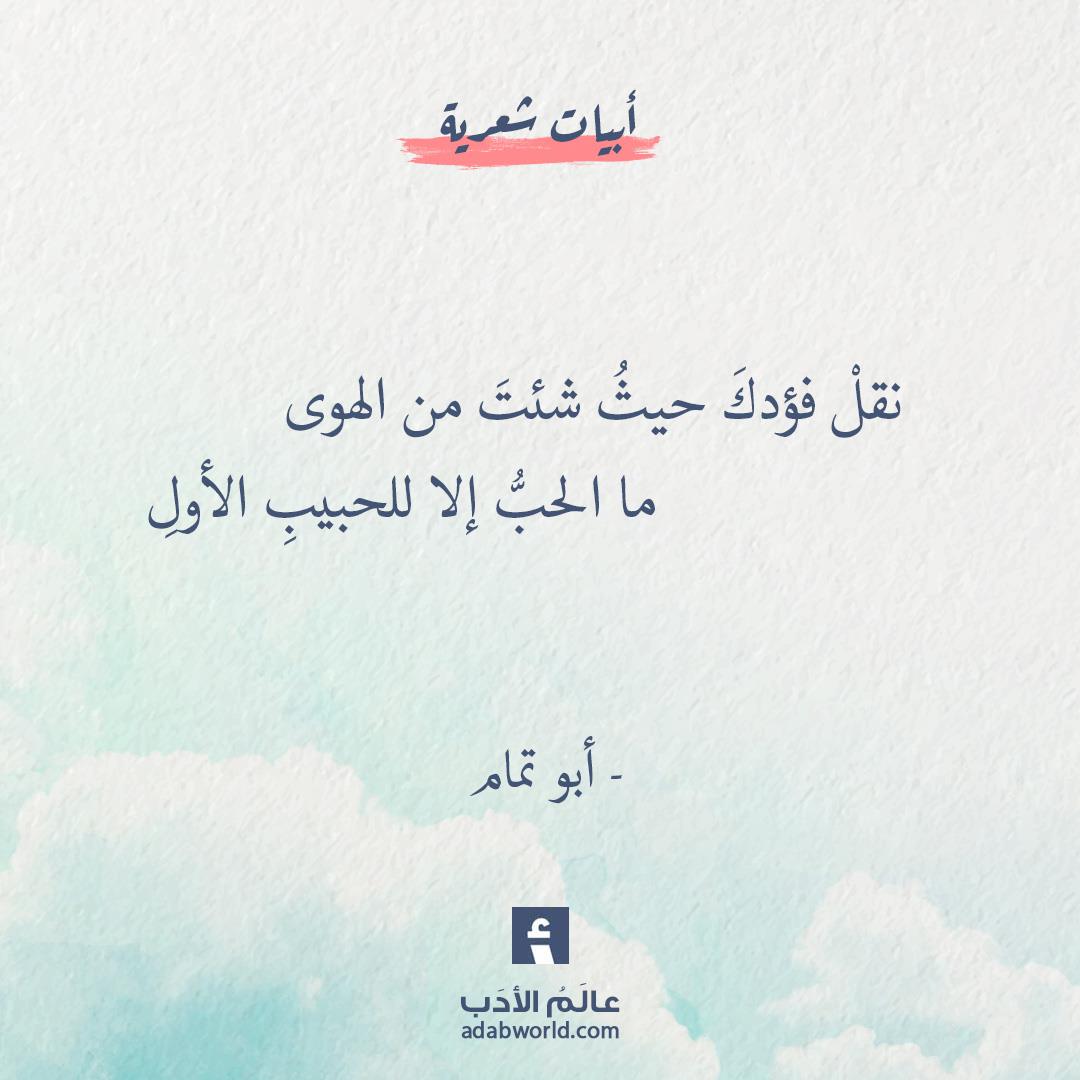 أبيات شعرية
نقلْ فؤدكَ حيثُ شئتَ من الهوى
ما الحبُّ إلا للحبيبِ الأولِ
- أبو تمام
أ
عالَمُ الأدَب
adabworld.com